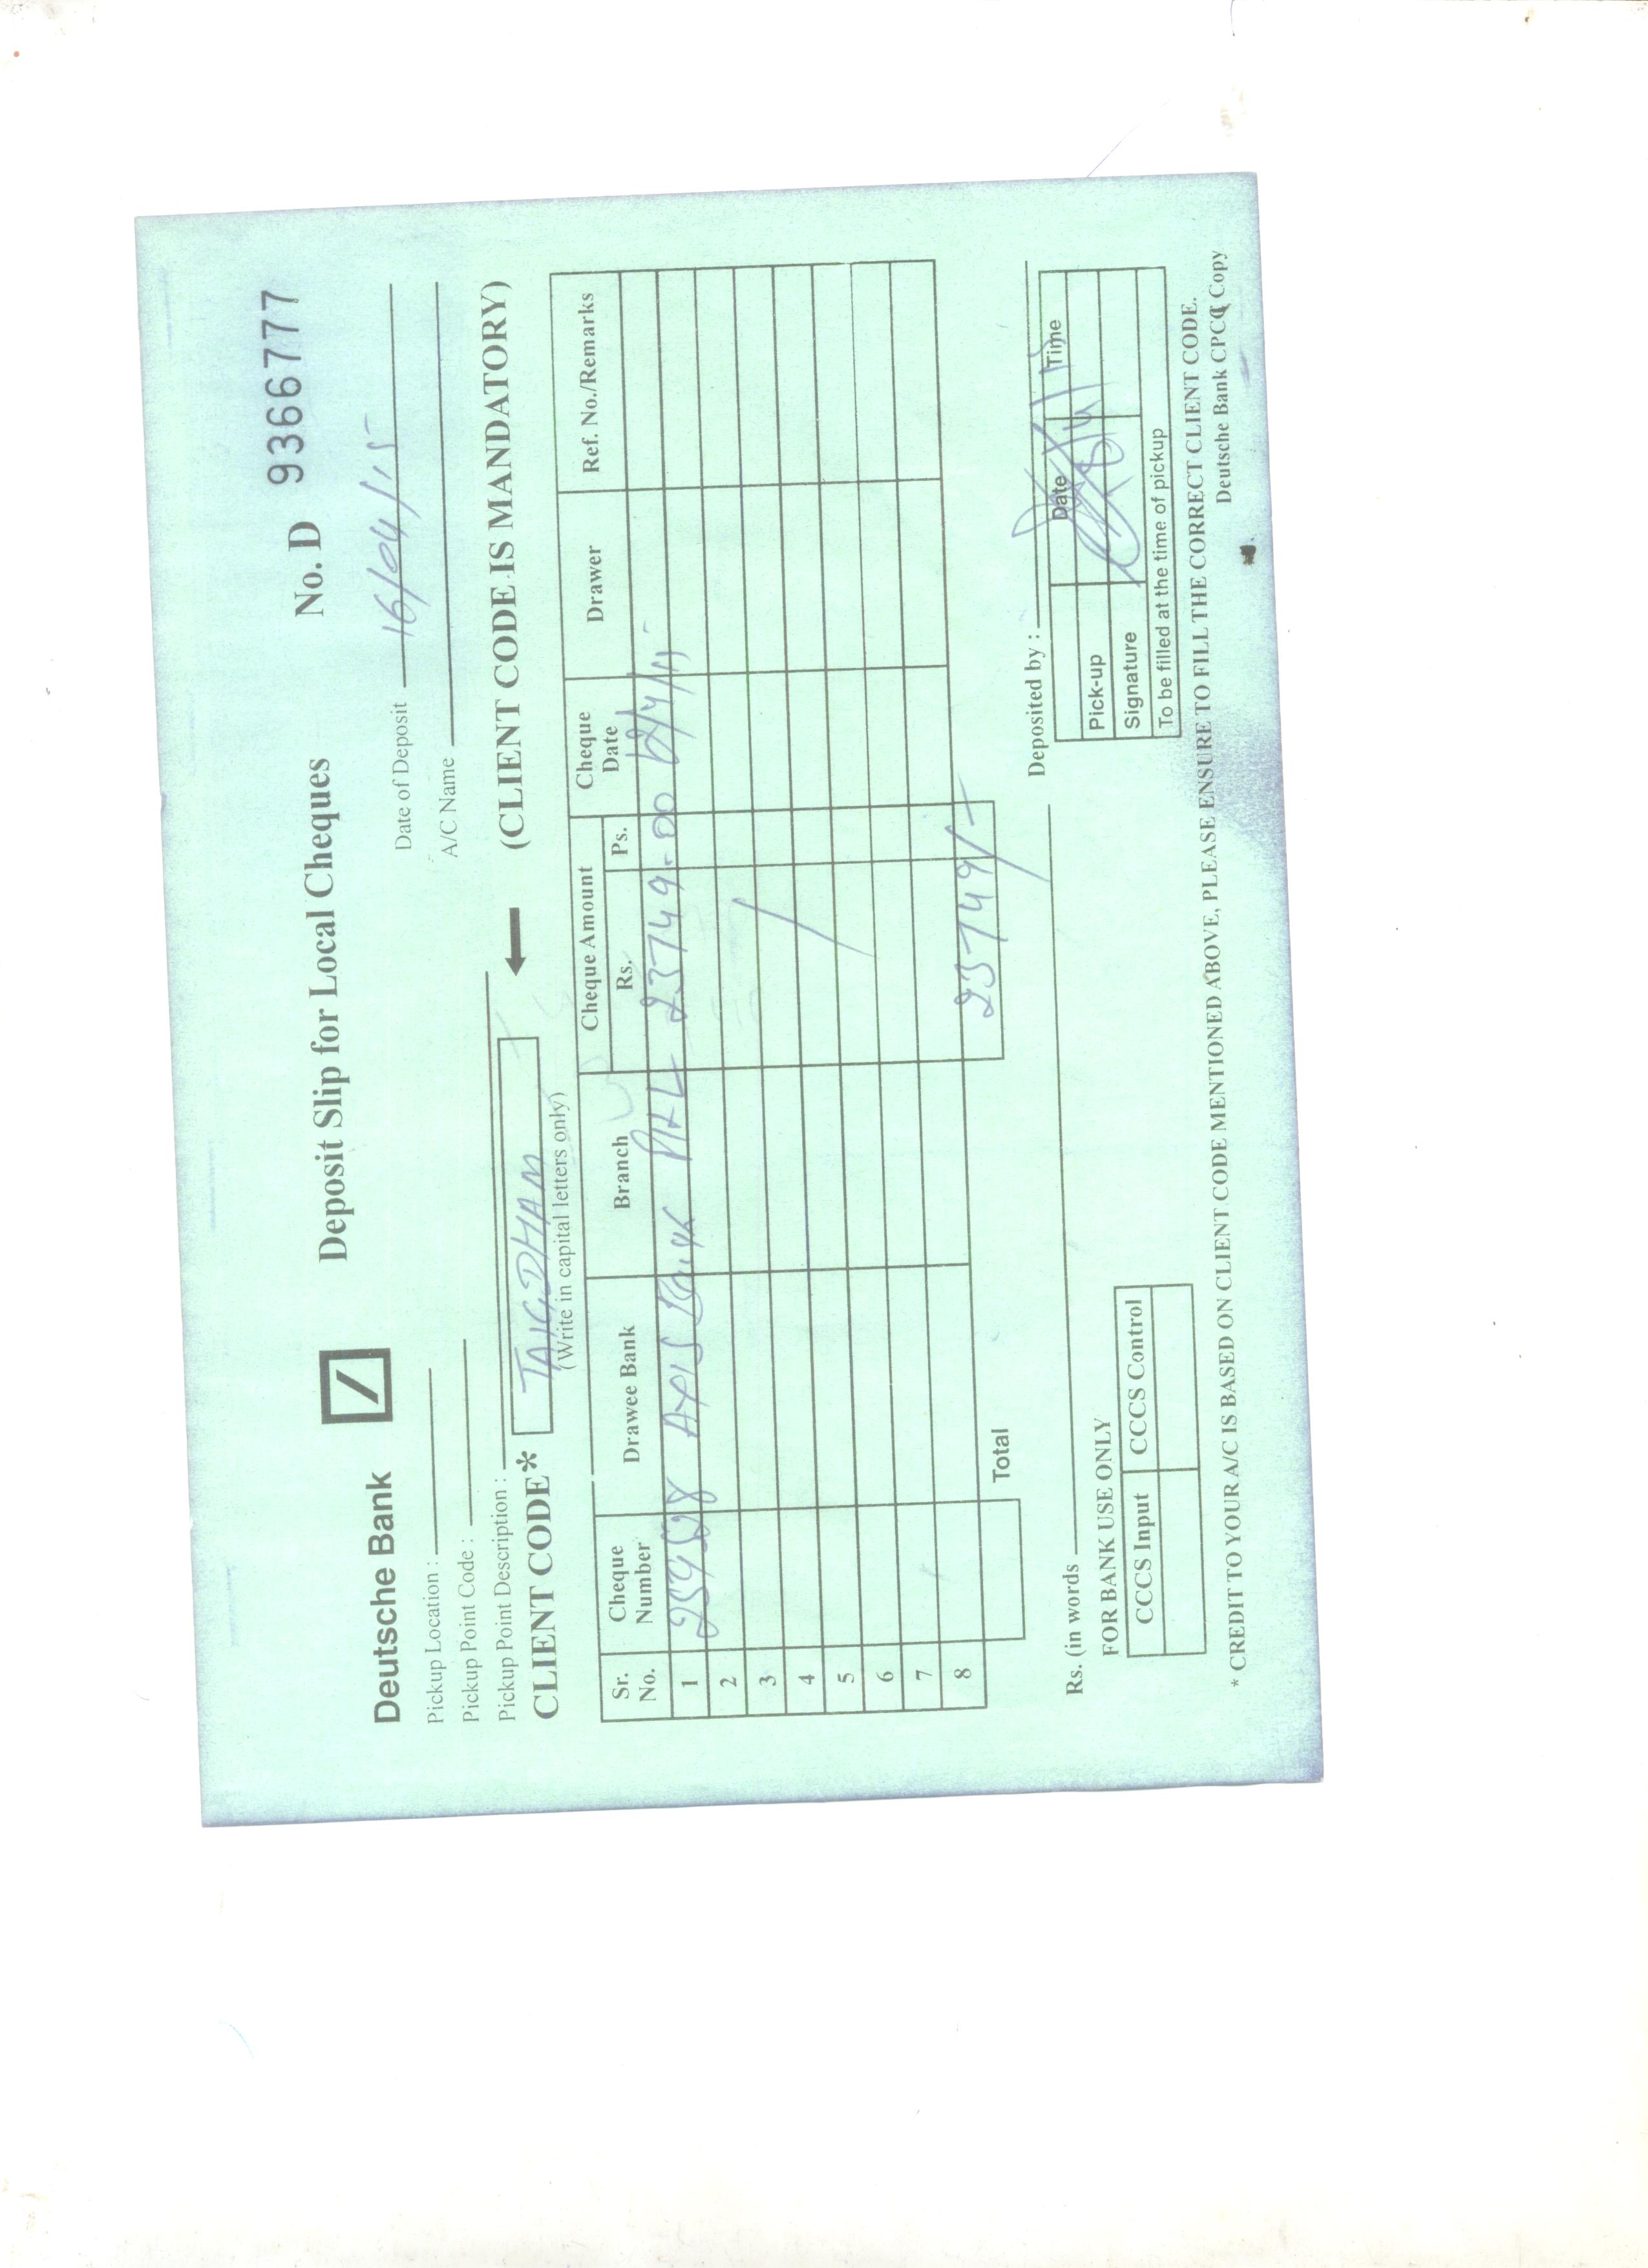 Deutsche Bank Deposit Slip for Local Cheques No. D 9366777
Pickup Location : Date of Deposit 16/04/15
Pickup Point Code : A/C Name
Pickup Point Description :
CLIENT CODE* (CLIENT CODE IS MANDATORY)
(Write in capital letters only)
Sr. No. Cheque Number Drawee Bank Branch Cheque Amount Cheque Date Drawer Ref. No./Remarks
Rs. Ps.
1 Axis Bank 23749-00
2
3
4
5
6
7
8
Total 23749/-
Rs. (in words Deposited by :
FOR BANK USE ONLY Date Time
CCCS Input CCCS Control Pick-up
Signature
To be filled at the time of pickup
* CREDIT TO YOUR A/C IS BASED ON CLIENT CODE MENTIONED ABOVE, PLEASE ENSURE TO FILL THE CORRECT CLIENT CODE.
Deutsche Bank CPCC Copy